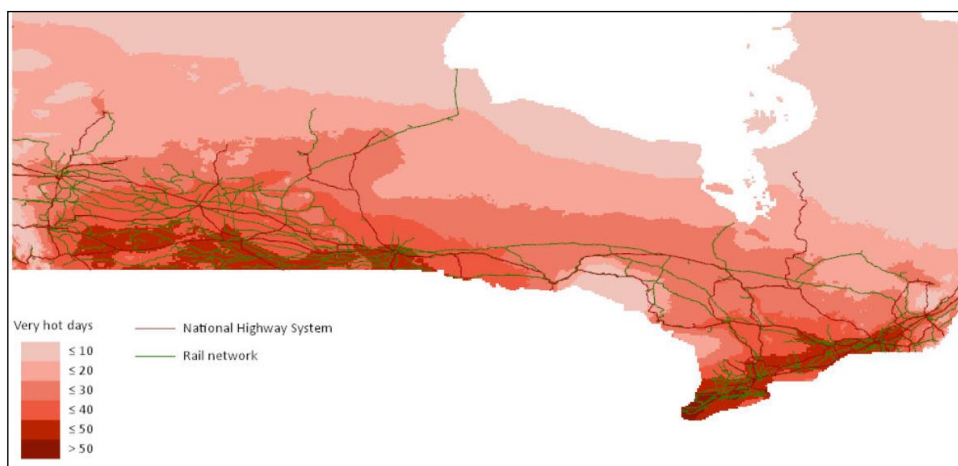 Very hot days
≤ 10
≤ 20
≤ 30
≤ 40
≤ 50
> 50
National Highway System
Rail network